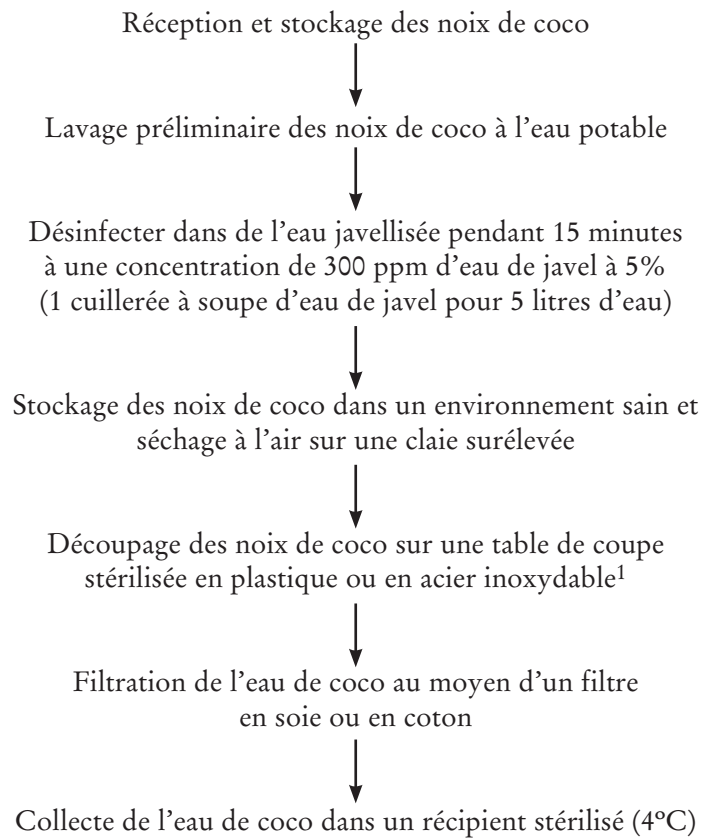 Réception et stockage des noix de coco
Lavage préliminaire des noix de coco à l’eau potable
Désinfecter dans de l’eau javellisée pendant 15 minutes
à une concentration de 300 ppm d’eau de javel à 5%
(1 cuillerée à soupe d’eau de javel pour 5 litres d’eau)
Stockage des noix de coco dans un environnement sain et
séchage à l’air sur une claie surélevée
Découpage des noix de coco sur une table de coupe
stérilisée en plastique ou en acier inoxydable¹
Filtration de l’eau de coco au moyen d’un filtre
en soie ou en coton
Collecte de l’eau de coco dans un récipient stérilisé (4ºC)